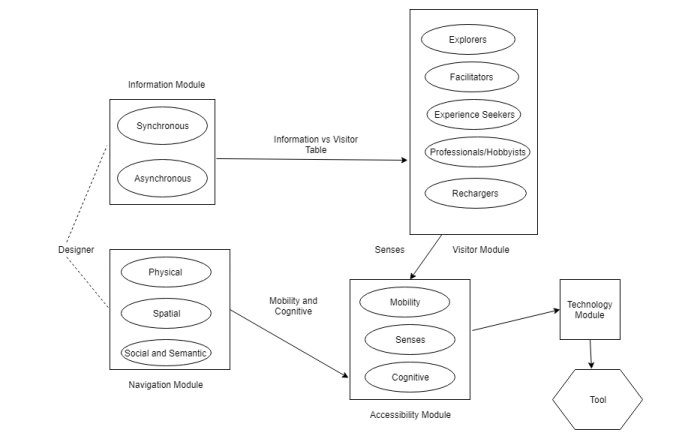 Explorers
Facilitators
Information Module
Synchronous
Experience Seekers
Information vs Visitor
Table
Professionals/Hobbyists
Asynchronous
Rechargers
Designer
Senses
Visitor Module
Physical
Mobility and
Cognitive
Mobility
Technology
Module
Spatial
Senses
Social and Semantic
Cognitive
Navigation Module
Accessibility Module
Tool